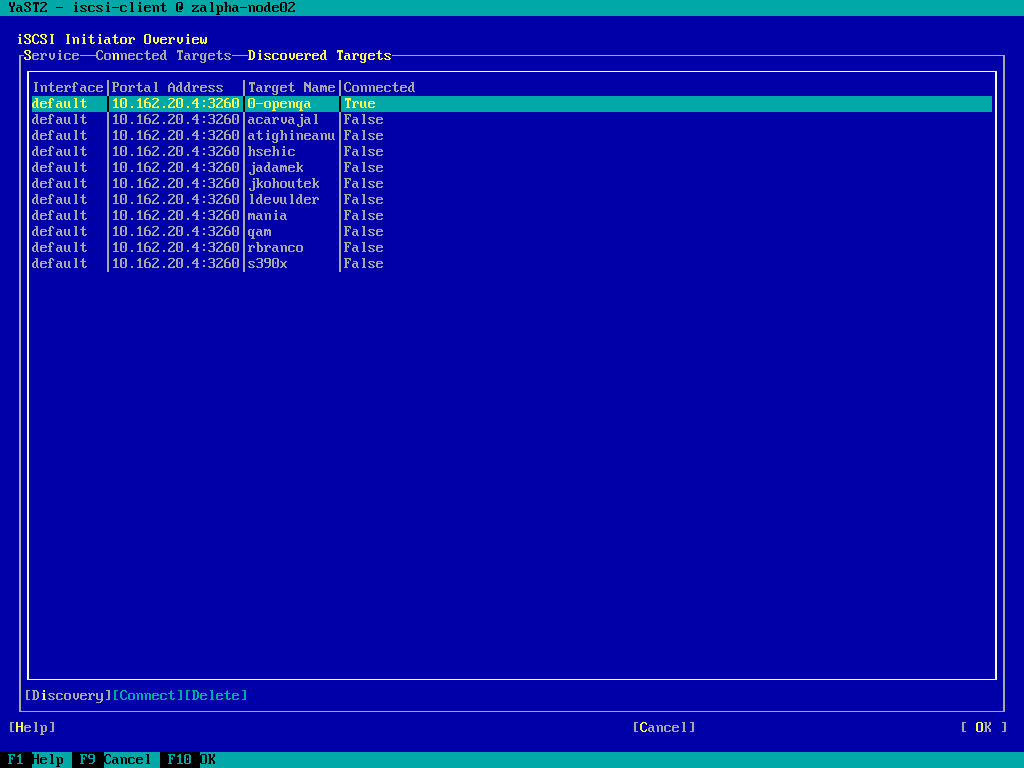 YaST2 - iscsi-client @ zalpha-node02
iSCSI Initiator Overview
Service Connected Targets Discovered Targets
Interface|Portal Address |Target Name|Connected
default |10.162.20.4:3260|0-openqa |True
default |10.162.20.4:3260|acarvajal |False
default |10.162.20.4:3260|atighineanu|False
default |10.162.20.4:3260|hsehic |False
default |10.162.20.4:3260|jadamek |False
default |10.162.20.4:3260|jkohoutek |False
default |10.162.20.4:3260|ldevulder |False
default |10.162.20.4:3260|mania |False
default |10.162.20.4:3260|qam |False
default |10.162.20.4:3260|rbranco |False
default |10.162.20.4:3260|s390x |False
[Discovery][Connect][Delete]
[Help] [Cancel] [ OK ]
F1 Help F9 Cancel F10 OK